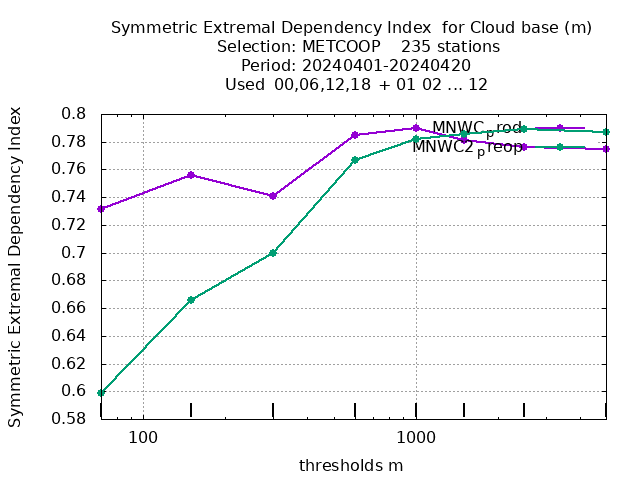 Symmetric Extremal Dependency Index  for Cloud base (m)
Selection: METCOOP    235 stations
Period: 20240401-20240420
Used  00,06,12,18  + 01 02 ... 12
Symmetric Extremal Dependency Index
0.8
0.78
0.76
0.74
0.72
0.7
0.68
0.66
0.64
0.62
0.6
0.58
MNWCprod
MNWC2preop
100
1000
thresholds m